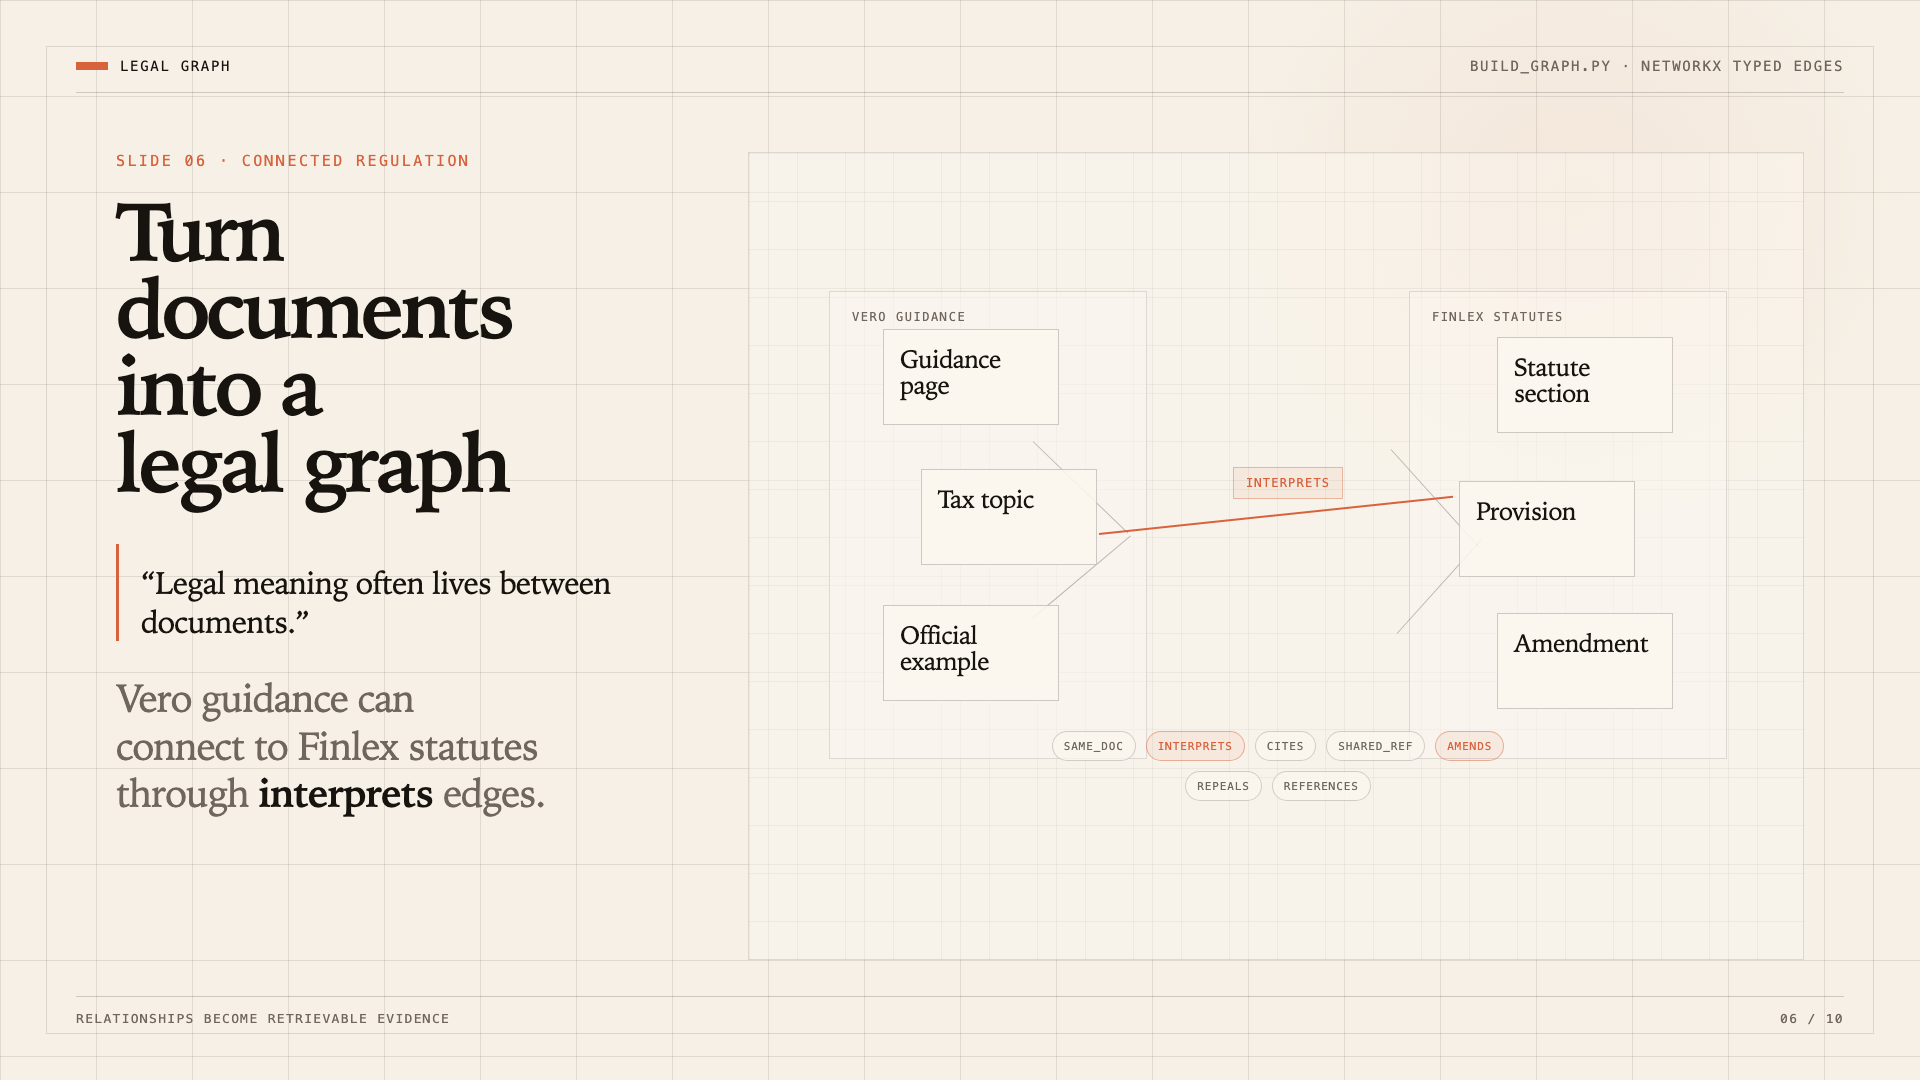 LEGAL GRAPH
BUILD_GRAPH.PY · NETWORKX TYPED EDGES
SLIDE 06 · CONNECTED REGULATION
Turn
documents
into a
legal graph
“Legal meaning often lives between
documents.”
Vero guidance can
connect to Finlex statutes
through interprets edges.
VERO GUIDANCE
Guidance
page
Tax topic
Official
example
INTERPRETS
FINLEX STATUTES
Statute
section
Provision
Amendment
SAME_DOC
INTERPRETS
CITES
SHARED_REF
AMENDS
REPEALS
REFERENCES
RELATIONSHIPS BECOME RETRIEVABLE EVIDENCE
06 / 10